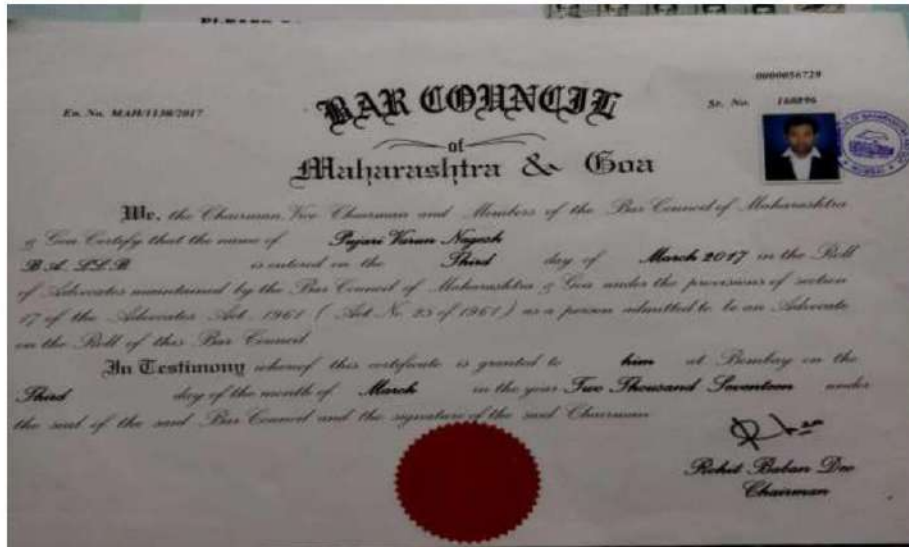 0000056729
En. No. MAH/1130/2017
Sr. No. 160896
BAR COUNCIL
of
Maharashtra & Goa
We, the Chairman, Vice Chairman and Members of the Bar Council of Maharashtra
& Goa Certify that the name of Pujari Varun Nagesh
B.A. LL.B. is entered on the Third day of March 2017 in the Roll
of Advocates maintained by the Bar Council of Maharashtra & Goa under the provisions of section
17 of the Advocates Act, 1961 ( Act No. 25 of 1961 ) as a person admitted to be an Advocate
on the Roll of this Bar Council.
In Testimony whereof this certificate is granted to him at Bombay on the
Third day of the month of March in the year Two Thousand Seventeen under
the seal of the said Bar Council and the signature of the said Chairman
Rohit Baban Deo
Chairman